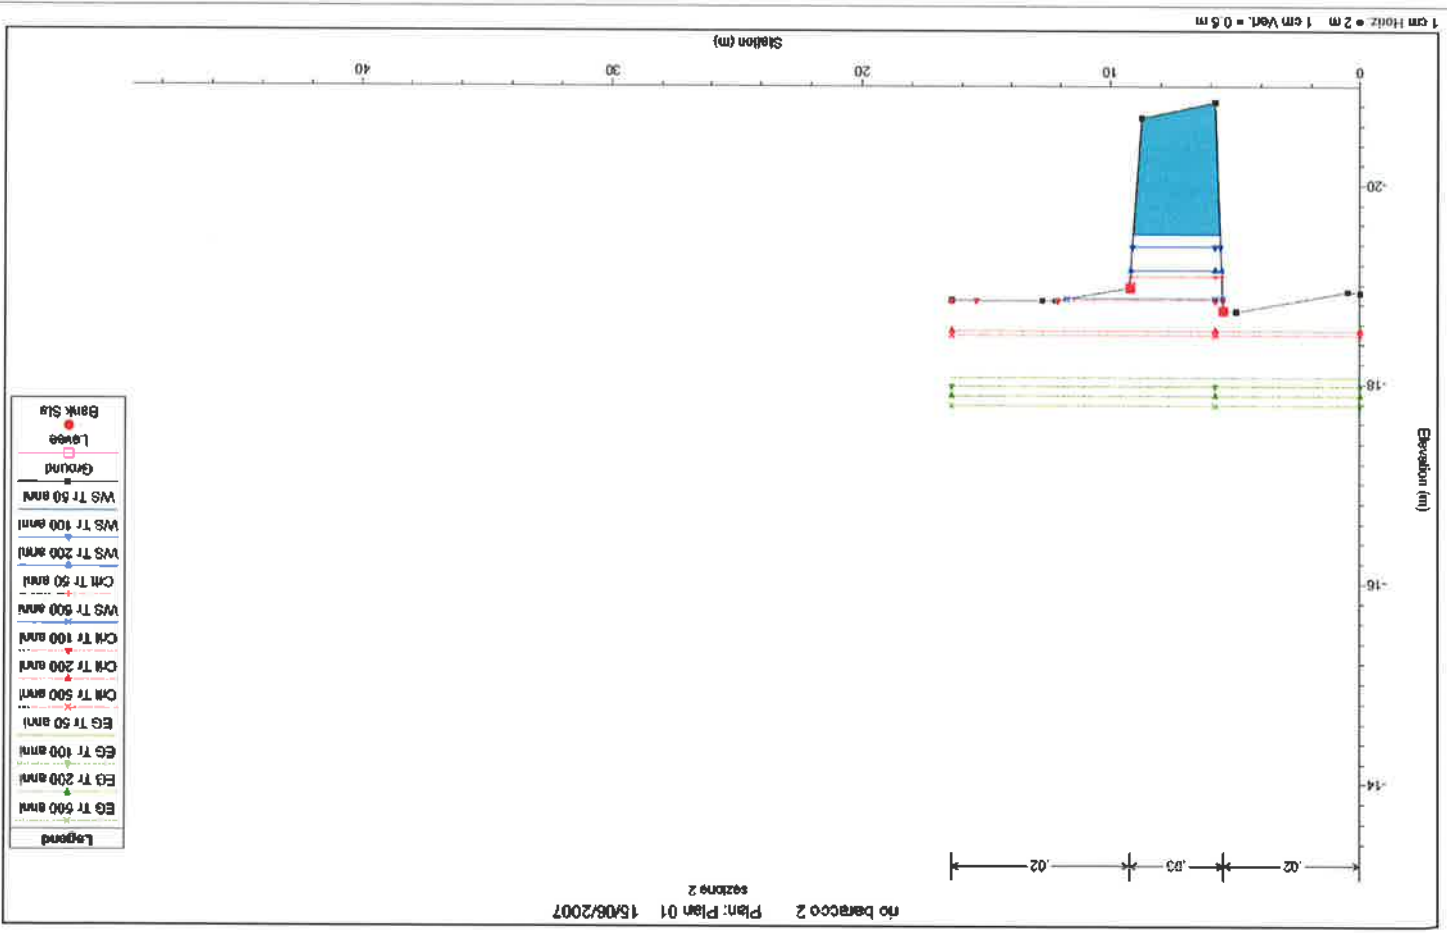 rio baracco 2    Plan: Plan 01    15/06/2007
sezione 2
.02
.03
.02
Legend
EG Tr 500 anni
EG Tr 200 anni
EG Tr 100 anni
EG Tr 50 anni
Crit Tr 500 anni
Crit Tr 200 anni
Crit Tr 100 anni
WS Tr 500 anni
Crit Tr 50 anni
WS Tr 200 anni
WS Tr 100 anni
WS Tr 50 anni
Ground
Levee
Bank Sta
-14
-16
-18
-20
Elevation (m)
0
10
20
30
40
Station (m)
1 cm Horiz. = 2 m    1 cm Vert. = 0.5 m